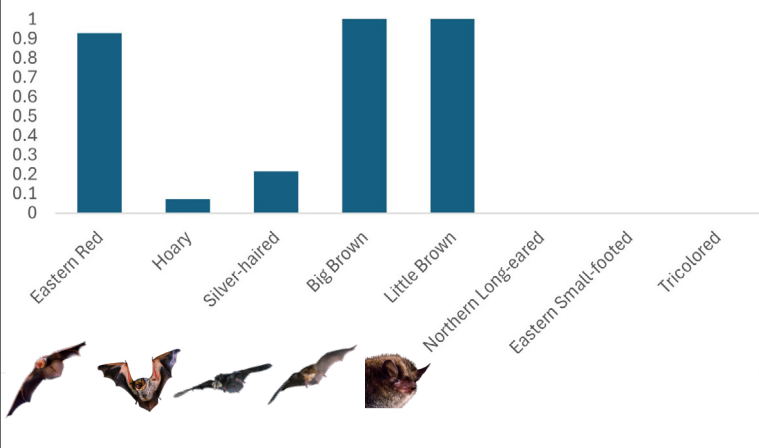 1
0.9
0.8
0.7
0.6
0.5
0.4
0.3
0.2
0.1
0
Eastern Red
Hoary
Silver-haired
Big Brown
Little Brown
Northern Long-eared
Eastern Small-footed
Tricolored